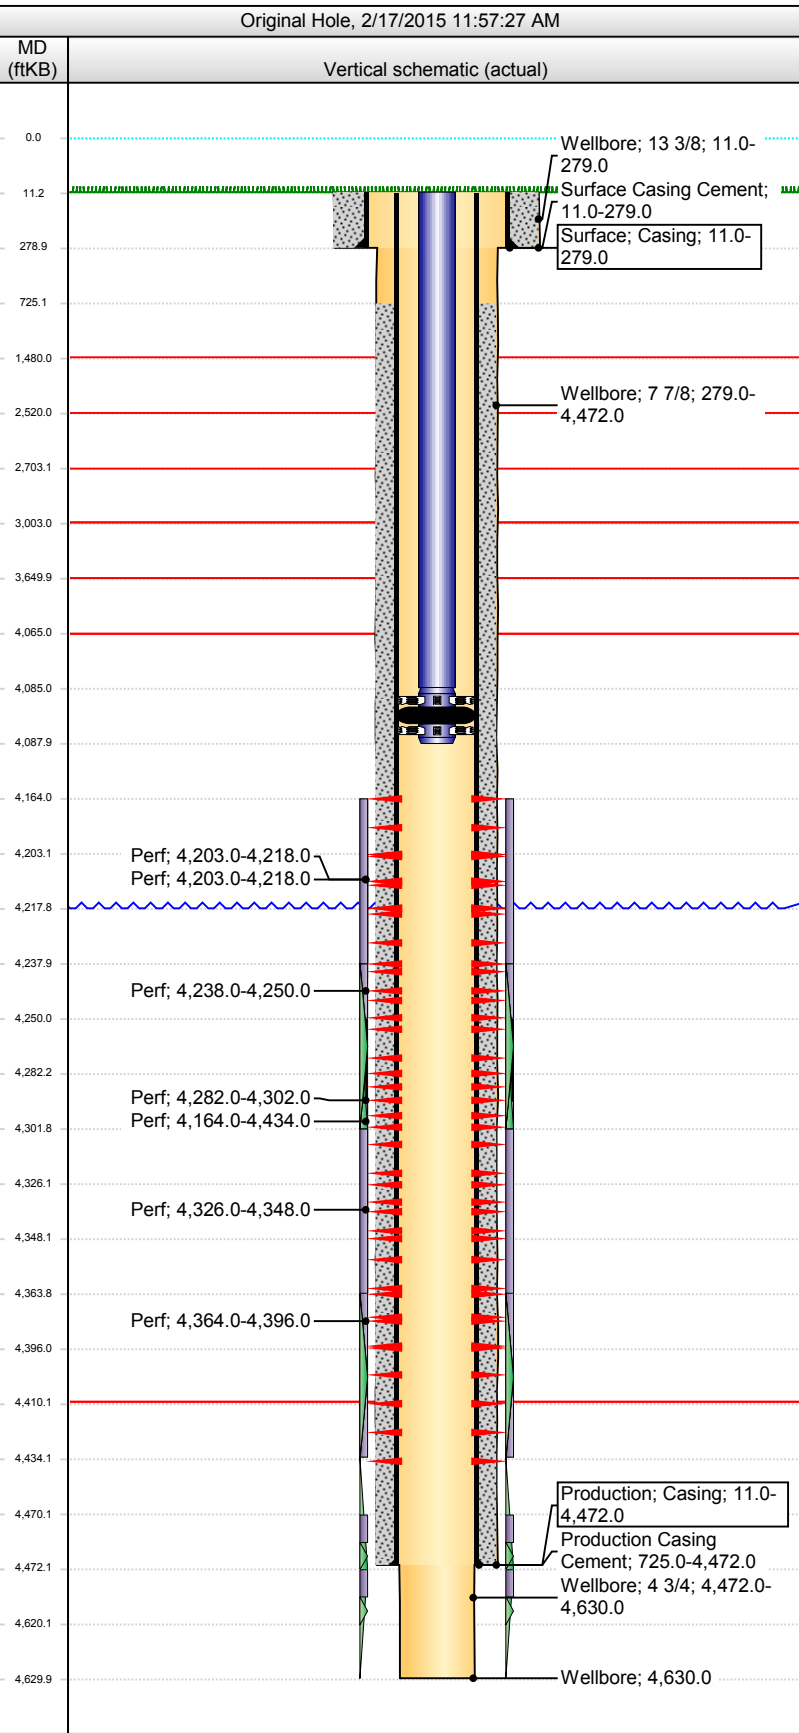 Original Hole, 2/17/2015 11:57:27 AM
MD
(ftKB)
Vertical schematic (actual)
0.0
Wellbore; 13 3/8; 11.0-
279.0
11.2
Surface Casing Cement;
11.0-279.0
278.9
Surface; Casing; 11.0-
279.0
725.1
1,480.0
Wellbore; 7 7/8; 279.0-
4,472.0
2,520.0
2,703.1
3,003.0
3,649.9
4,065.0
4,085.0
4,087.9
4,164.0
4,203.1
Perf; 4,203.0-4,218.0
Perf; 4,203.0-4,218.0
4,217.8
4,237.9
Perf; 4,238.0-4,250.0
4,250.0
4,282.2
Perf; 4,282.0-4,302.0
Perf; 4,164.0-4,434.0
4,301.8
4,326.1
Perf; 4,326.0-4,348.0
4,348.1
4,363.8
Perf; 4,364.0-4,396.0
4,396.0
4,410.1
4,434.1
4,470.1
Production; Casing; 11.0-
4,472.0
4,472.1
Production Casing
Cement; 725.0-4,472.0
Wellbore; 4 3/4; 4,472.0-
4,630.0
4,620.1
4,629.9
Wellbore; 4,630.0